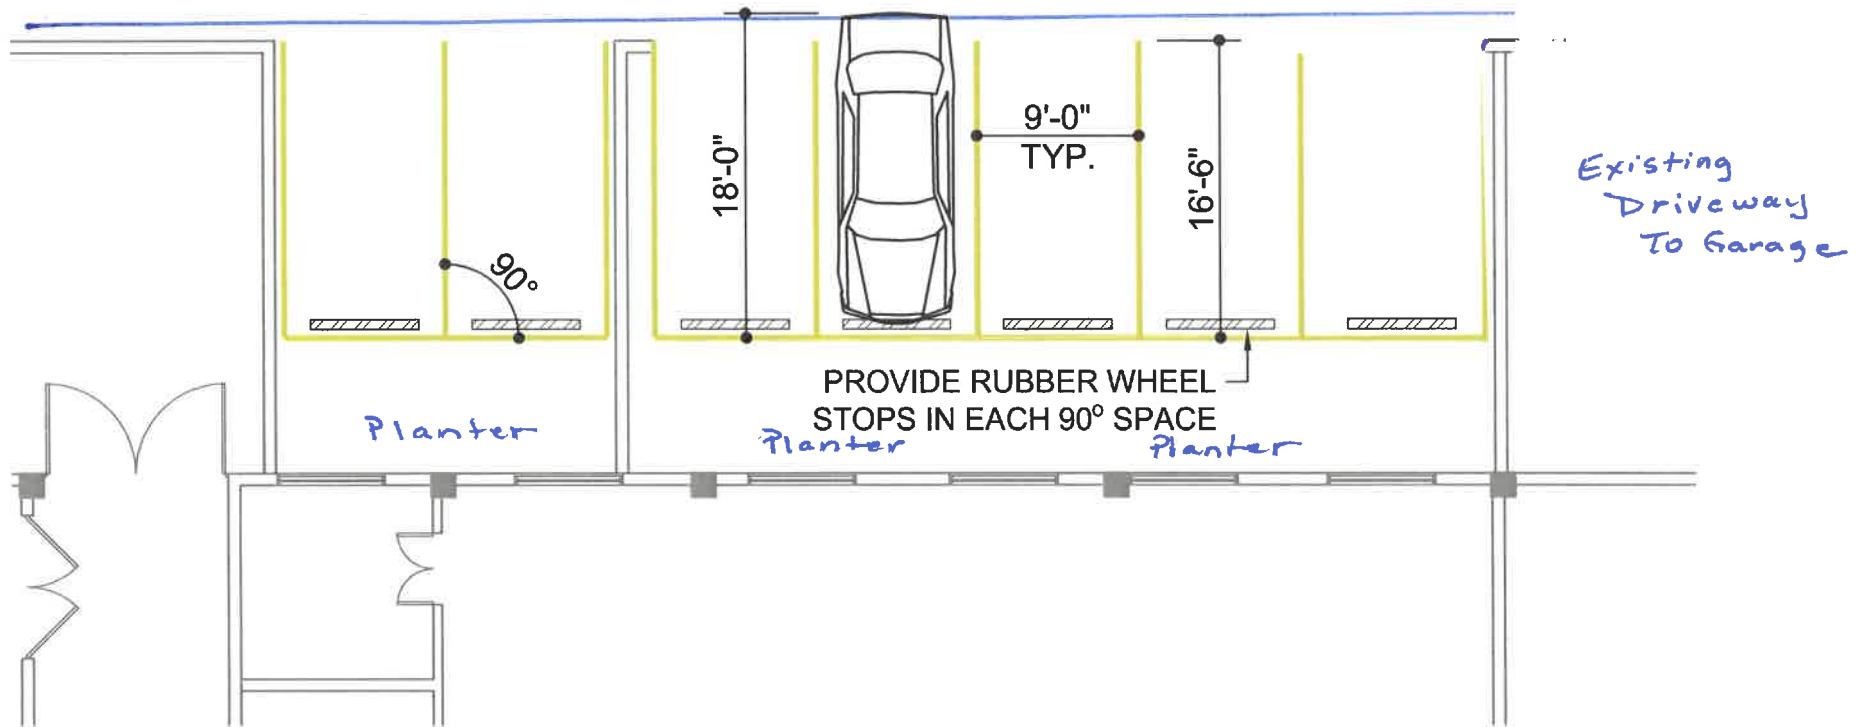 18'-0"
9'-0"
TYP.
16'-6"
90°
Existing
Driveway
To Garage
PROVIDE RUBBER WHEEL
STOPS IN EACH 90° SPACE
Planter
Planter
Planter